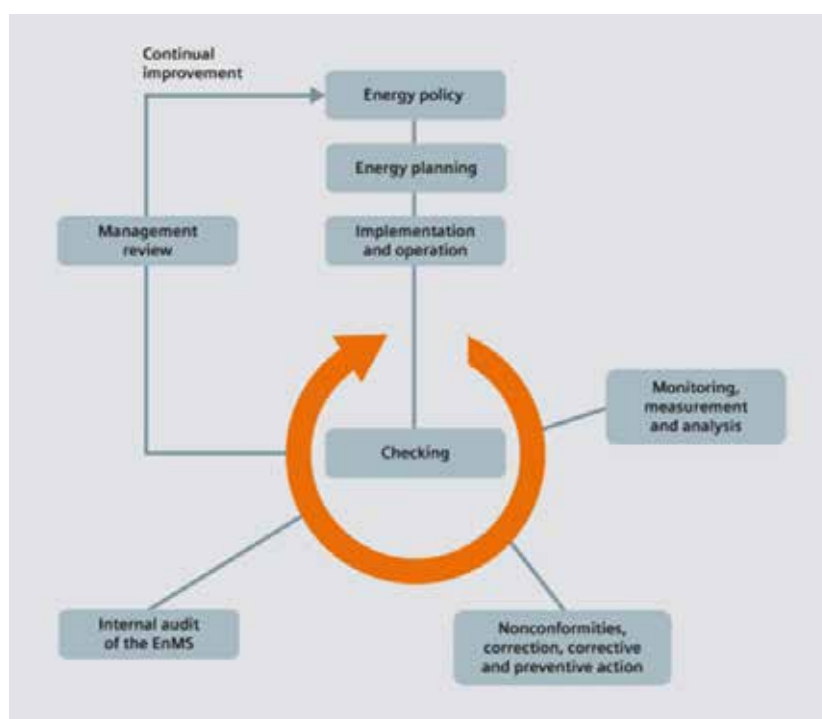 Continual
improvement
Energy policy
Energy planning
Implementation
and operation
Management
review
Monitoring,
measurement
and analysis
Checking
Internal audit
of the EnMS
Nonconformities,
correction, corrective
and preventive action